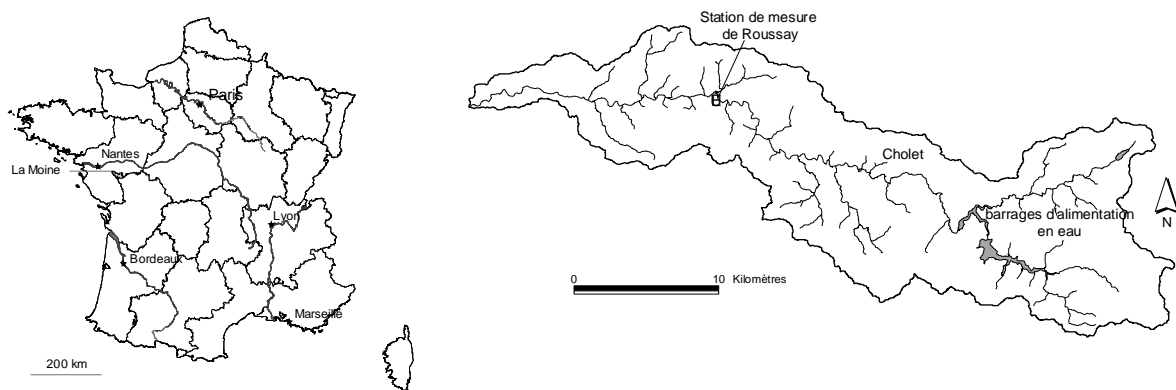 Paris
Nantes
La Moine
Lyon
Bordeaux
Marseille
200 km
Station de mesure
de Roussay
Cholet
barrages d'alimentation
en eau
N
0 10 Kilomètres